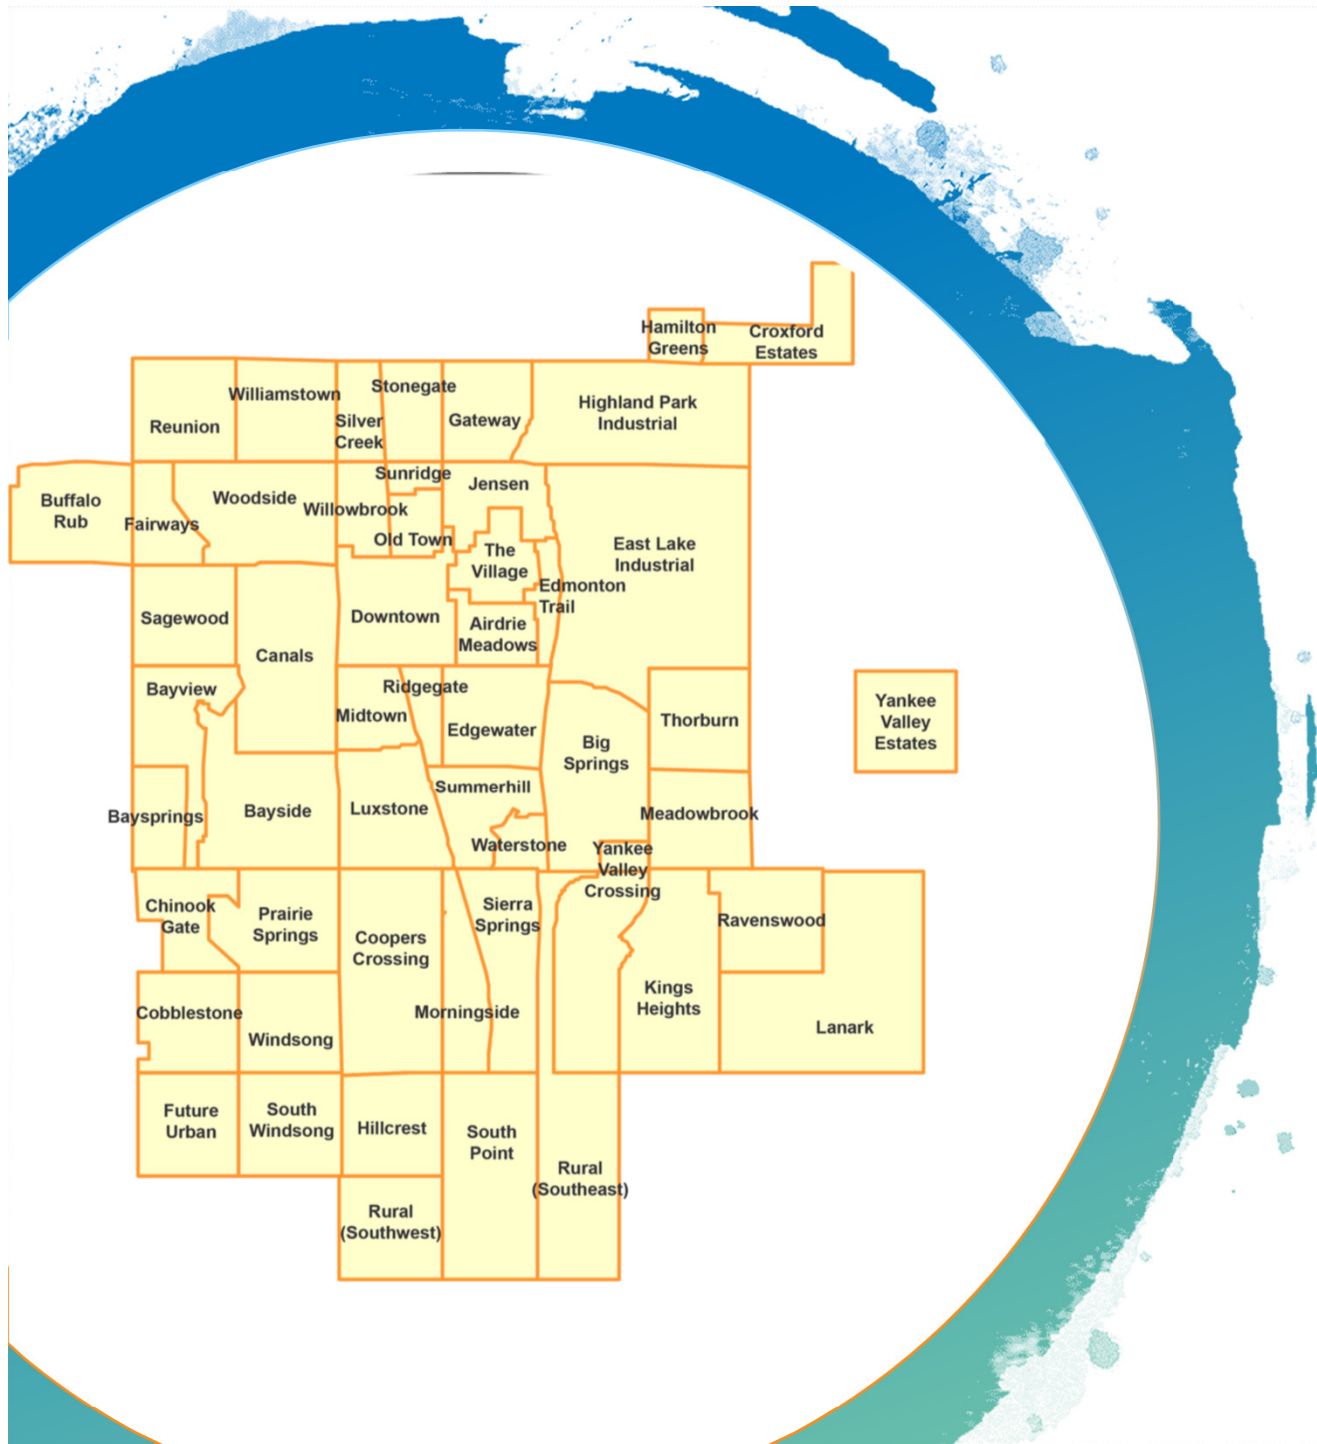 Hamilton
Greens
Croxford
Estates
Reunion
Williamstown
Silver
Creek
Stonegate
Gateway
Highland Park
Industrial
Buffalo
Rub
Fairways
Woodside
Willowbrook
Sunridge
Old Town
Jensen
The
Village
Edmonton
Trail
East Lake
Industrial
Sagewood
Canals
Downtown
Airdrie
Meadows
Bayview
Midtown
Ridgegate
Edgewater
Big
Springs
Thorburn
Yankee
Valley
Estates
Baysprings
Bayside
Luxstone
Summerhill
Waterstone
Meadowbrook
Yankee
Valley
Crossing
Chinook
Gate
Prairie
Springs
Coopers
Crossing
Sierra
Springs
Ravenswood
Cobblestone
Windsong
Morningside
Kings
Heights
Lanark
Future
Urban
South
Windsong
Hillcrest
South
Point
Rural
(Southeast)
Rural
(Southwest)